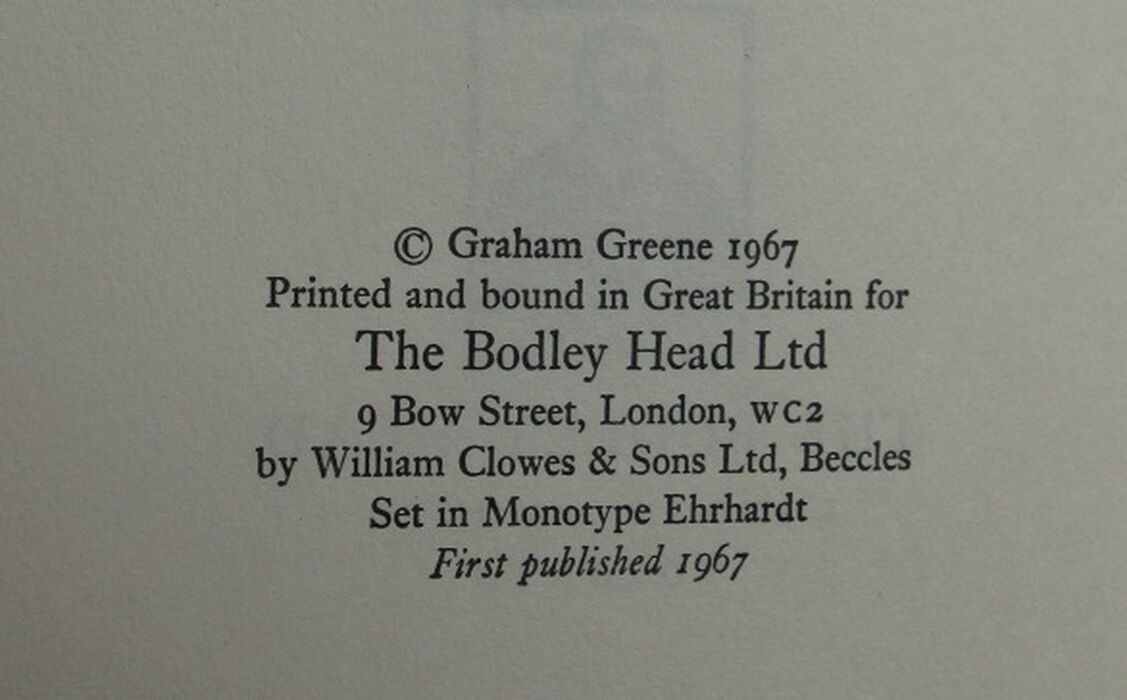 © Graham Greene 1967
Printed and bound in Great Britain for
The Bodley Head Ltd
9 Bow Street, London, WC2
by William Clowes & Sons Ltd, Beccles
Set in Monotype Ehrhardt
First published 1967